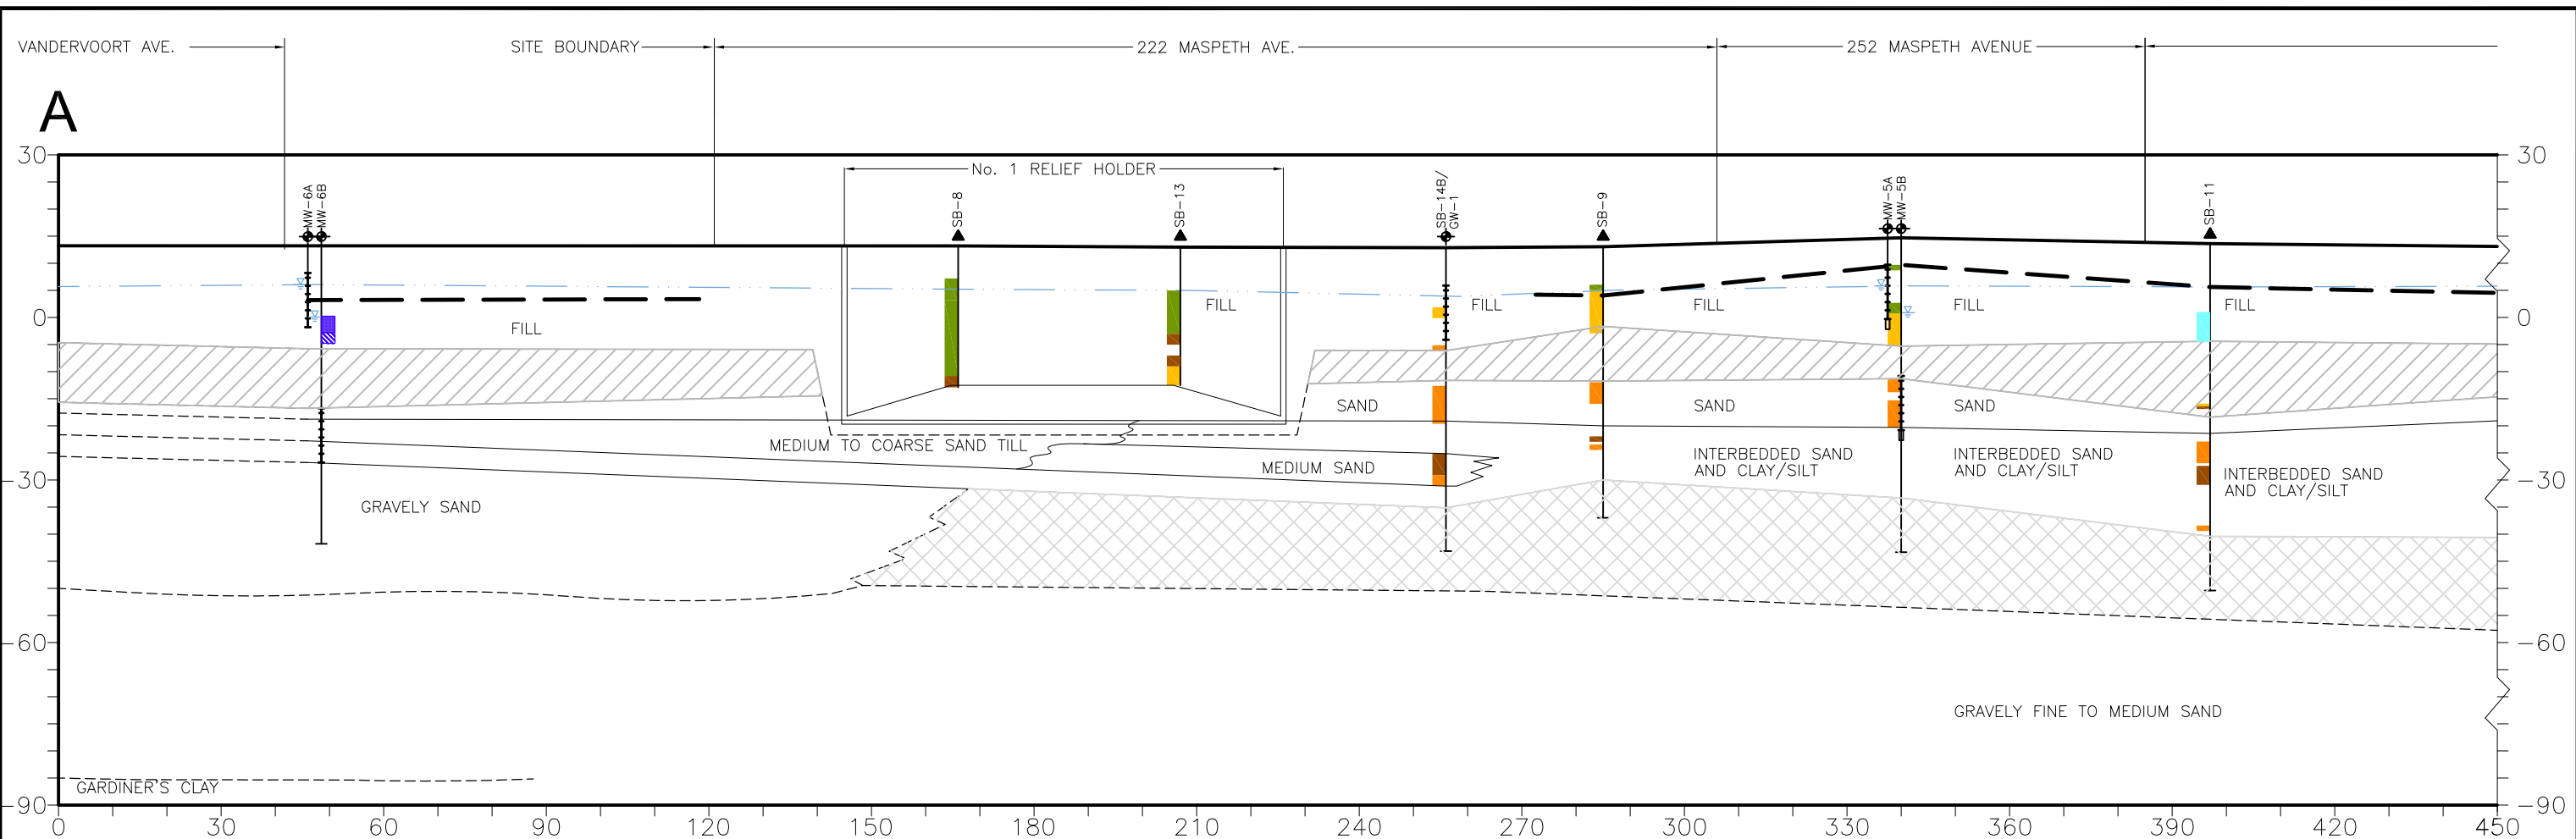 VANDERVOORT AVE.
SITE BOUNDARY
222 MASPETH AVE.
252 MASPETH AVENUE
A
No. 1 RELIEF HOLDER
MW-6A
MW-6B
SB-8
SB-13
SB-14B/
GW-1
SB-9
MW-5A
MW-5B
SB-11
30
30
0
0
-30
-30
-60
-60
-90
-90
FILL
FILL
FILL
FILL
FILL
FILL
SAND
SAND
SAND
MEDIUM TO COARSE SAND TILL
MEDIUM SAND
INTERBEDDED SAND
AND CLAY/SILT
INTERBEDDED SAND
AND CLAY/SILT
INTERBEDDED SAND
AND CLAY/SILT
GRAVELY SAND
GRAVELY FINE TO MEDIUM SAND
GARDINER'S CLAY
0 30 60 90 120 150 180 210 240 270 300 330 360 390 420 450